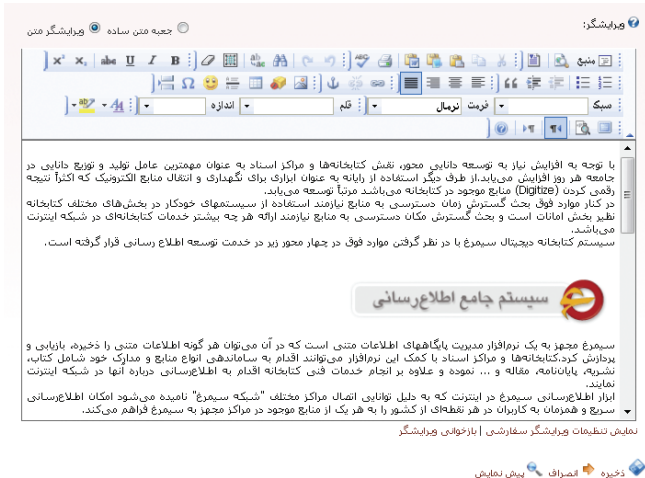 ویرایشگر:
جعبه متن ساده ویرایشگر متن
منبع
سبک فرمت نرمال قلم اندازه
با توجه به افزایش نیاز به توسعه دانایی محور، نقش کتابخانه‌ها و مراکز اسناد به عنوان مهمترین عامل تولید و توزیع دانایی در
جامعه هر روز افزایش می‌یابد.از طرف دیگر استفاده از رایانه به عنوان ابزاری برای نگهداری و انتقال منابع الکترونیک که اکثراً نتیجه
رقمی کردن (Digitize) منابع موجود در کتابخانه می‌باشد مرتباً توسعه می‌یابد.
در کنار موارد فوق بحث گسترش زمان دسترسی به منابع نیازمند استفاده از سیستمهای خودکار در بخش‌های مختلف کتابخانه
نظیر بخش امانات است و بحث گسترش مکان دسترسی به منابع نیازمند ارائه هر چه بیشتر خدمات کتابخانه‌ای در شبکه اینترنت
می‌باشد.
سیستم کتابخانه دیجیتال سیمرغ با در نظر گرفتن موارد فوق در چهار محور زیر در خدمت توسعه اطلاع رسانی قرار گرفته است.
سیستم جامع اطلاع‌رسانی
سیمرغ مجهز به یک نرم‌افزار مدیریت پایگاههای اطلاعات متنی است که در آن می‌توان هر گونه اطلاعات متنی را ذخیره، بازیابی و
پردازش کرد.کتابخانه‌ها و مراکز اسناد با کمک این نرم‌افزار می‌توانند اقدام به ساماندهی انواع منابع و مدارک خود شامل کتاب،
نشریه، پایان‌نامه، مقاله و ... نموده و علاوه بر انجام خدمات فنی کتابخانه اقدام به اطلاع‌رسانی درباره آنها در شبکه اینترنت
نمایند.
ابزار اطلاع‌رسانی سیمرغ در اینترنت که به دلیل توانایی اتصال مراکز مختلف "شبکه سیمرغ" نامیده می‌شود امکان اطلاع‌رسانی
سریع و همزمان به کاربران در هر نقطه‌ای از کشور را به هر یک از منابع موجود در مراکز مجهز به سیمرغ فراهم می‌کند.
نمایش تنظیمات ویرایشگر سفارشی | بازخوانی ویرایشگر
ذخیره انصراف پیش نمایش